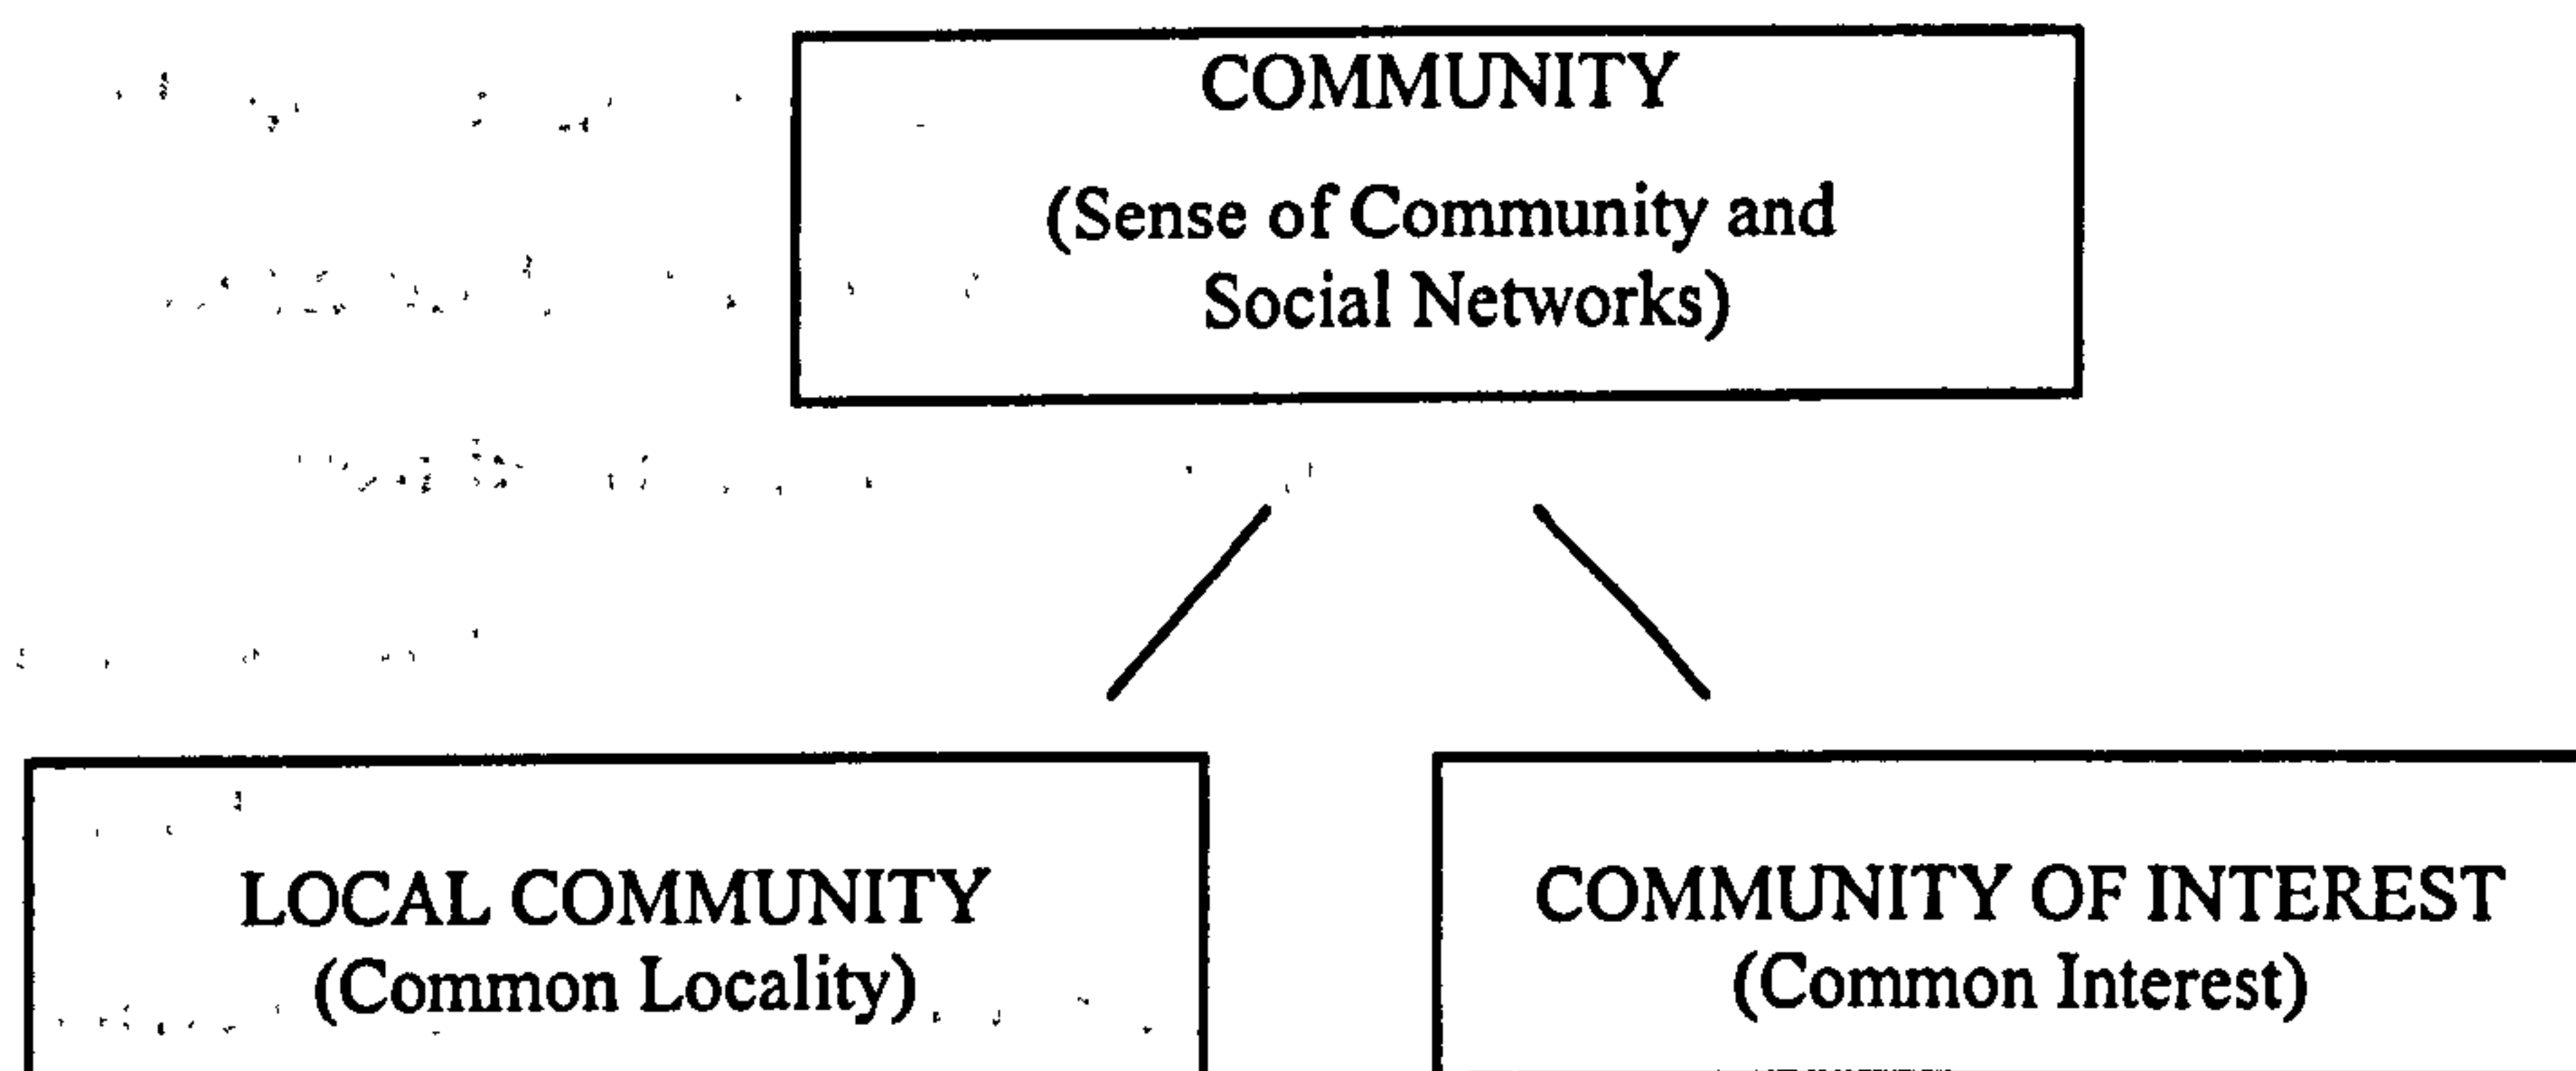 COMMUNITY
(Sense of Community and
Social Networks)
LOCAL COMMUNITY
(Common Locality)
COMMUNITY OF INTEREST
(Common Interest)